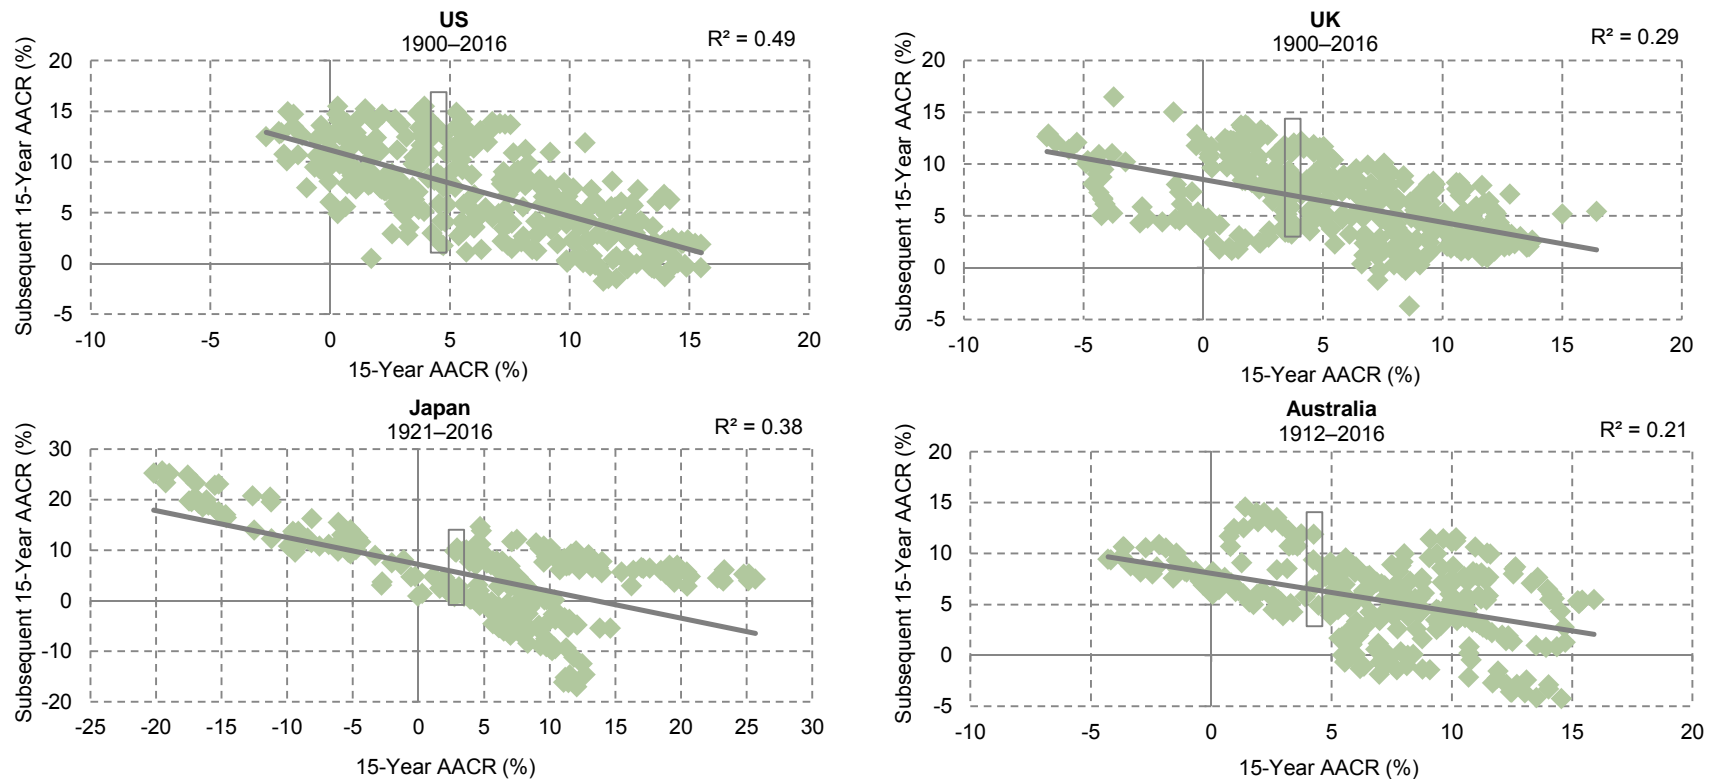 US
1900–2016
R² = 0.49
Subsequent 15-Year AACR (%)
20
15
10
5
0
-5
-10 -5 0 5 10 15 20
15-Year AACR (%)
UK
1900–2016
R² = 0.29
Subsequent 15-Year AACR (%)
20
15
10
5
0
-5
-10 -5 0 5 10 15 20
15-Year AACR (%)
Japan
1921–2016
R² = 0.38
Subsequent 15-Year AACR (%)
30
20
10
0
-10
-20
-25 -20 -15 -10 -5 0 5 10 15 20 25 30
15-Year AACR (%)
Australia
1912–2016
R² = 0.21
Subsequent 15-Year AACR (%)
20
15
10
5
0
-5
-10 -5 0 5 10 15 20
15-Year AACR (%)